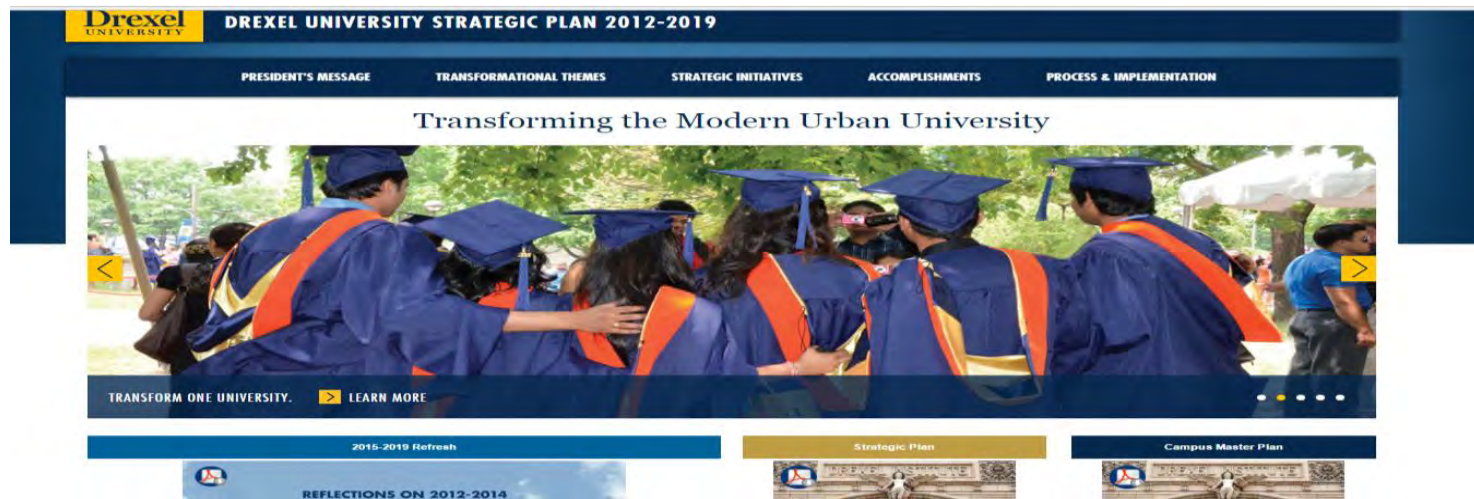 Drexel
UNIVERSITY
DREXEL UNIVERSITY STRATEGIC PLAN 2012-2019
PRESIDENT'S MESSAGE TRANSFORMATIONAL THEMES STRATEGIC INITIATIVES ACCOMPLISHMENTS PROCESS & IMPLEMENTATION
Transforming the Modern Urban University
TRANSFORM ONE UNIVERSITY. > LEARN MORE
2015-2019 Refresh
Strategic Plan
Campus Master Plan
REFLECTIONS ON 2012-2014